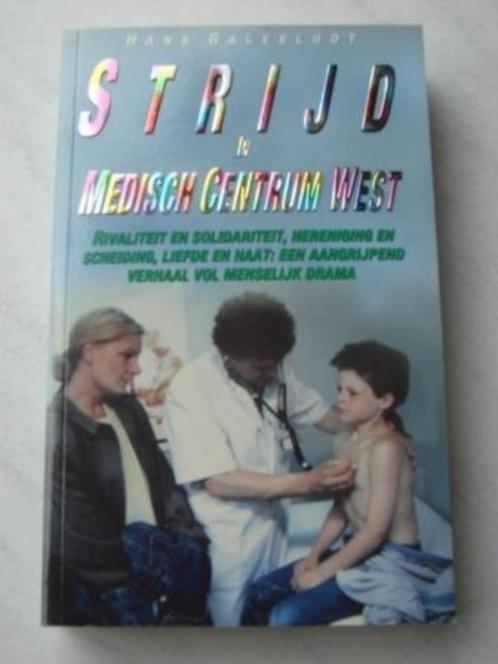 HANS GALESLOOT
STRIJD
IN
MEDISCH CENTRUM WEST
RIVALITEIT EN SOLIDARITEIT, HERENIGING EN
SCHEIDING, LIEFDE EN HAAT: EEN AANGRIJPEND
VERHAAL VOL MENSELIJK DRAMA